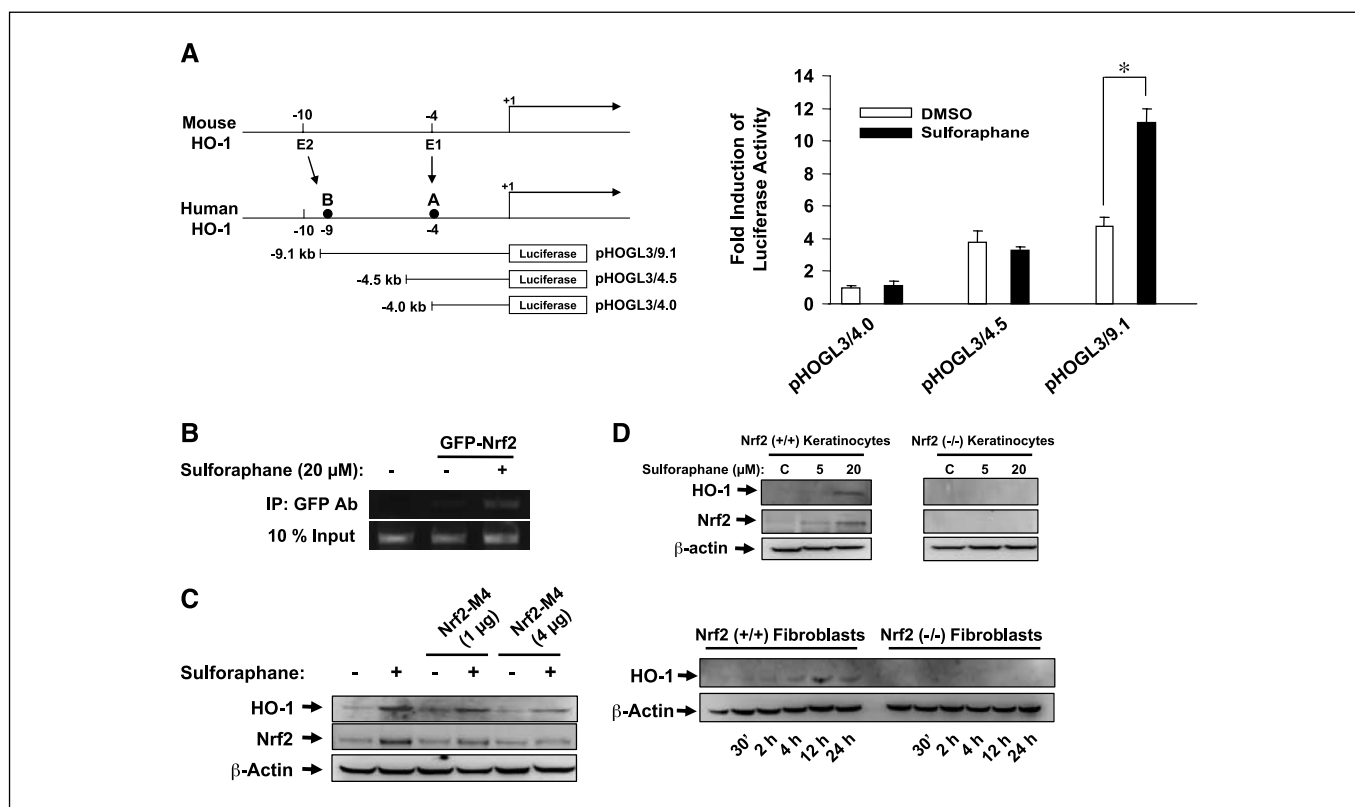 A
-10
-4
+1
Mouse
HO-1
E2
E1
B
A
+1
Human
HO-1
-10
-9
-4
-9.1 kb
Luciferase
pHOGL3/9.1
-4.5 kb
Luciferase
pHOGL3/4.5
-4.0 kb
Luciferase
pHOGL3/4.0
Fold Induction of
Luciferase Activity
14
12
10
8
6
4
2
0
DMSO
Sulforaphane
*
pHOGL3/4.0
pHOGL3/4.5
pHOGL3/9.1
B
GFP-Nrf2
Sulforaphane (20 µM): - - +
IP: GFP Ab
10 % Input
C
Nrf2-M4
(1 µg)
Nrf2-M4
(4 µg)
Sulforaphane: - + - + - +
HO-1
Nrf2
β-Actin
D
Nrf2 (+/+) Keratinocytes
Nrf2 (-/-) Keratinocytes
Sulforaphane (µM): C 5 20
C 5 20
HO-1
Nrf2
β-actin
Nrf2 (+/+) Fibroblasts
Nrf2 (-/-) Fibroblasts
HO-1
β-Actin
30' 2 h 4 h 12 h 24 h
30' 2 h 4 h 12 h 24 h